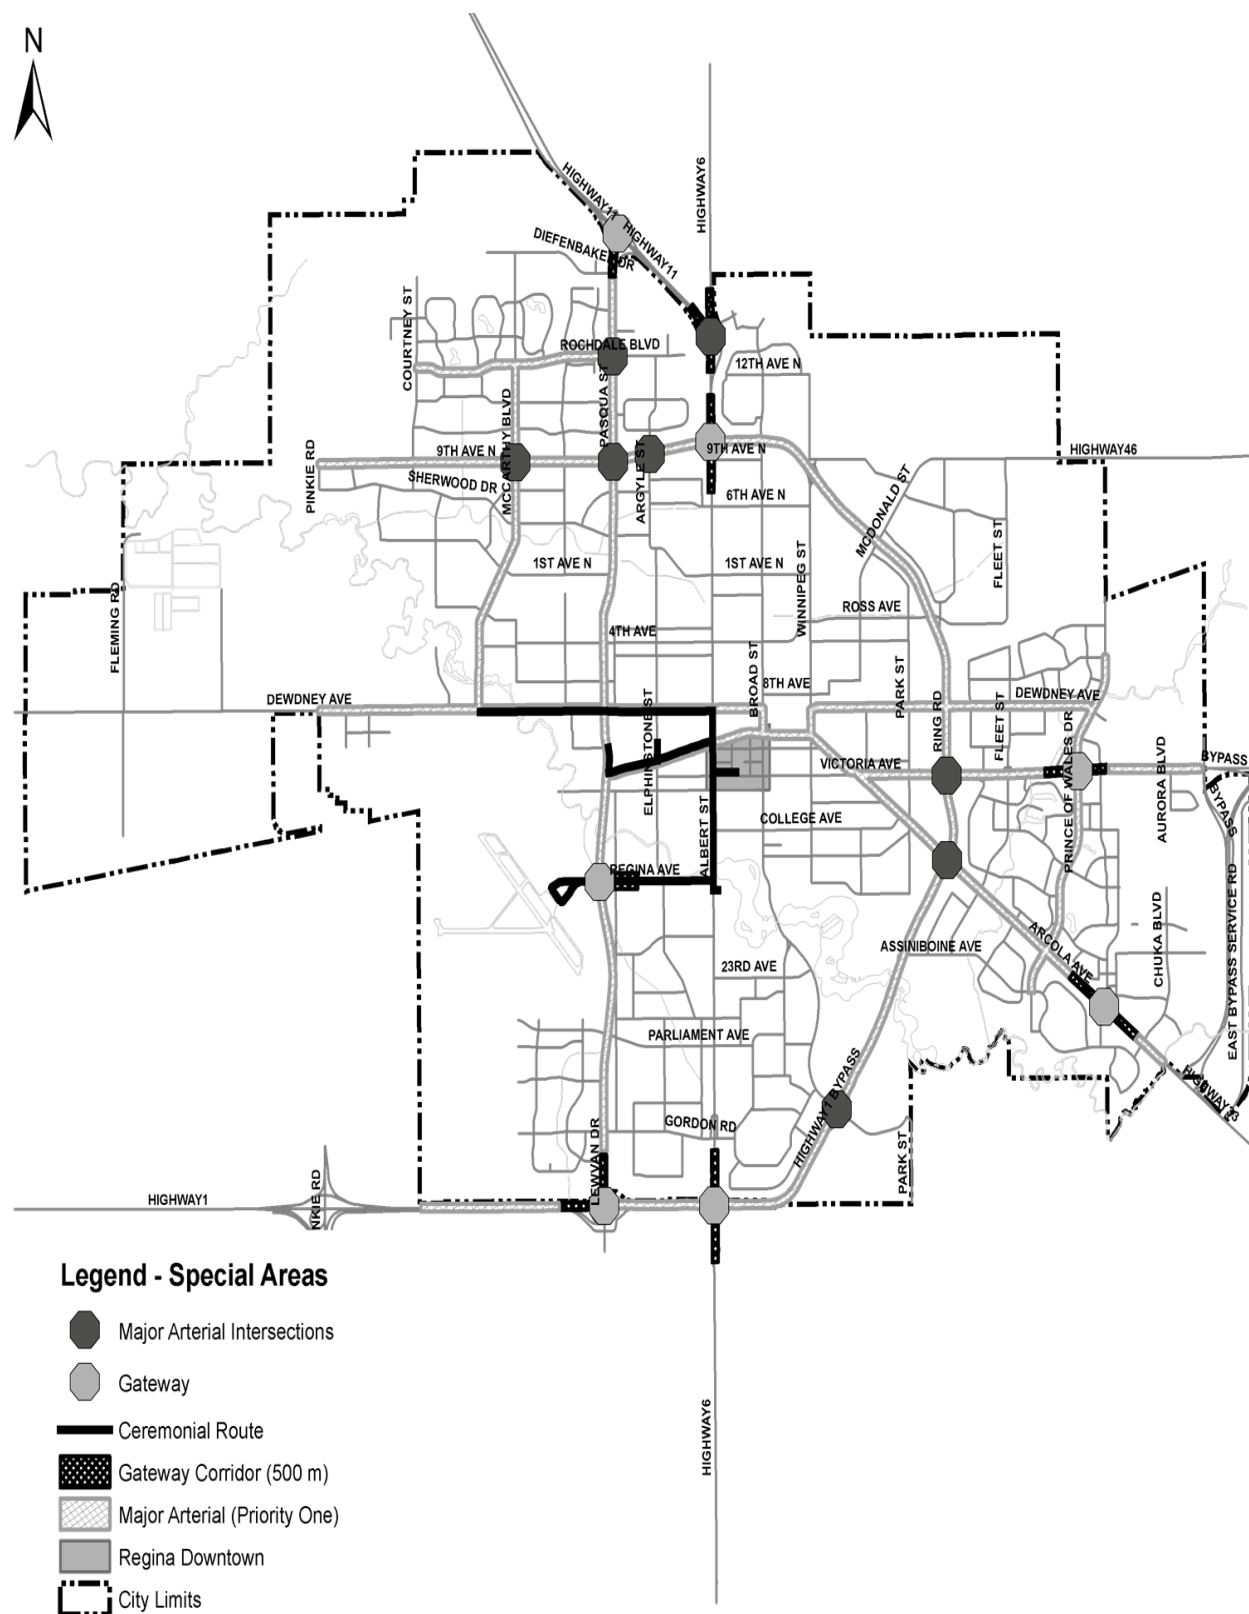 N
HIGHWAY11
HIGHWAY6
HIGHWAY11
DIEFENBAKER DR
COURTNEY ST
ROCHDALE BLVD
12TH AVE N
PASQUA ST
MCCARTHY BLVD
PINKIE RD
9TH AVE N
ARGYLE ST
9TH AVE N
HIGHWAY46
SHERWOOD DR
6TH AVE N
MCDONALD ST
FLEET ST
1ST AVE N
1ST AVE N
WINNIPEG ST
FLEMING RD
ROSS AVE
4TH AVE
BROAD ST
8TH AVE
PARK ST
DEWDNEY AVE
ELPHINSTONE ST
RING RD
FLEET ST
DEWDNEY AVE
PRINCE OF WALES DR
VICTORIA AVE
AURORA BLVD
BYPASS
BYPASS
ALBERT ST
COLLEGE AVE
REGINA AVE
ASSINIBOINE AVE
ARCOLA AVE
CHUKA BLVD
EAST BYPASS SERVICE RD
23RD AVE
PARLIAMENT AVE
HIGHWAY1 BYPASS
HIGHWAY33
GORDON RD
LEWVAN DR
PARK ST
HIGHWAY1
NKIE RD
HIGHWAY6
Legend - Special Areas
Major Arterial Intersections
Gateway
Ceremonial Route
Gateway Corridor (500 m)
Major Arterial (Priority One)
Regina Downtown
City Limits